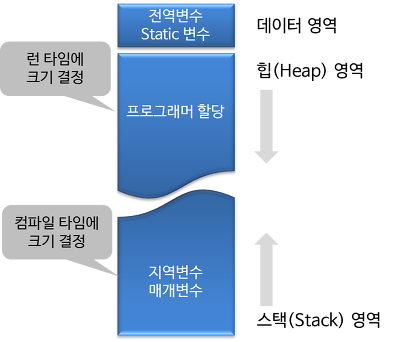 전역변수
Static 변수
데이터 영역
런 타임에
크기 결정
힙(Heap) 영역
프로그래머 할당
컴파일 타임에
크기 결정
지역변수
매개변수
스택(Stack) 영역